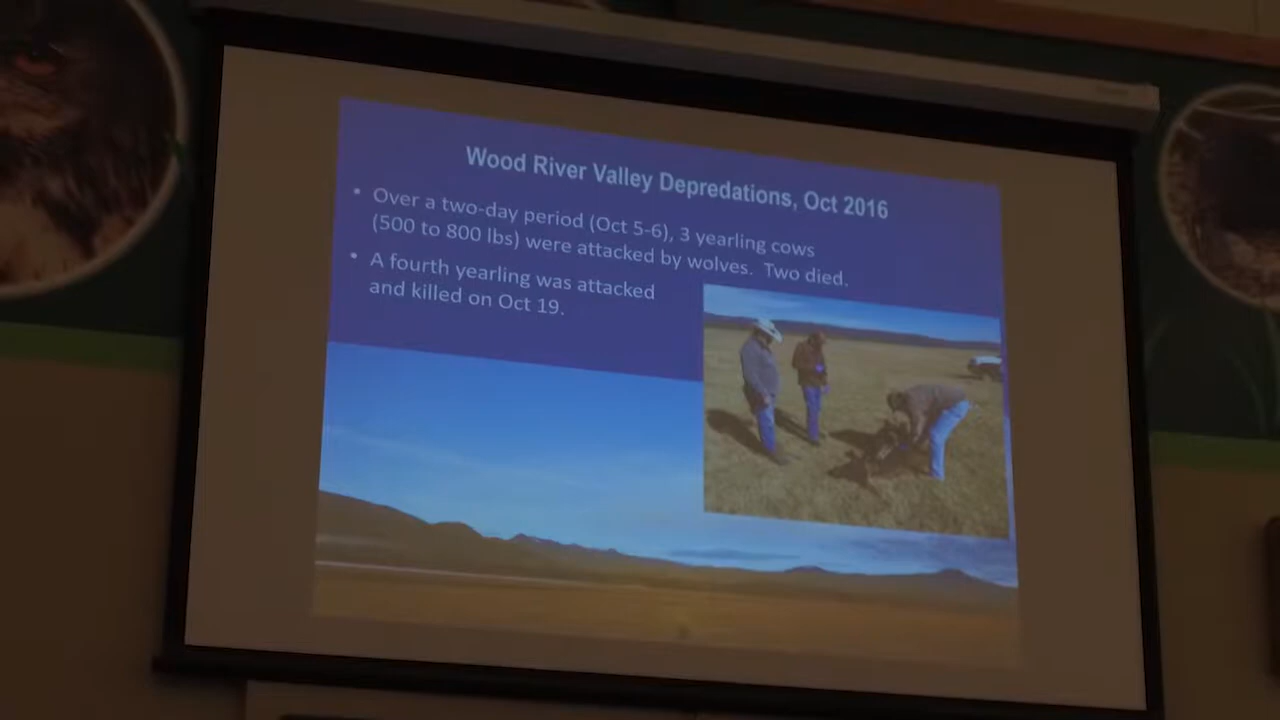 Wood River Valley Depredations, Oct 2016
• Over a two-day period (Oct 5-6), 3 yearling cows
(500 to 800 lbs) were attacked by wolves. Two died.
• A fourth yearling was attacked
and killed on Oct 19.